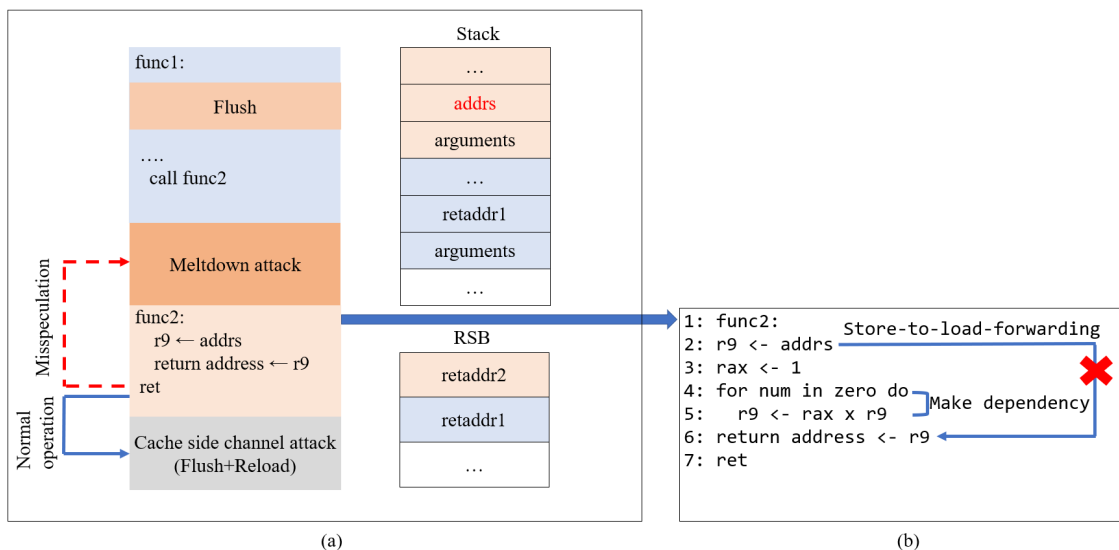 func1:
Flush
….
call func2
Meltdown attack
func2:
r9 ← addrs
return address ← r9
ret
Cache side channel attack
(Flush+Reload)
Misspeculation
Normal
operation
Stack
…
addrs
arguments
…
retaddr1
arguments
…
RSB
retaddr2
retaddr1
…
(a)
1: func2:
Store-to-load-forwarding
2: r9 <- addrs
3: rax <- 1
4: for num in zero do
Make dependency
5: r9 <- rax x r9
6: return address <- r9
7: ret
(b)